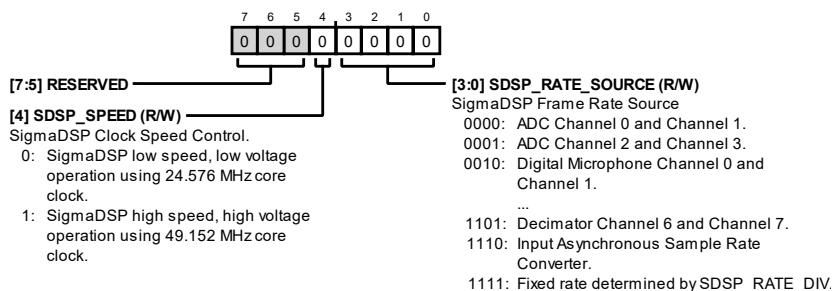 7 6 5 4 3 2 1 0
0 0 0 0 0 0 0 0
[7:5] RESERVED
[4] SDSP_SPEED (R/W)
SigmaDSP Clock Speed Control.
0: SigmaDSP low speed, low voltage
operation using 24.576 MHz core
clock.
1: SigmaDSP high speed, high voltage
operation using 49.152 MHz core
clock.
[3:0] SDSP_RATE_SOURCE (R/W)
SigmaDSP Frame Rate Source
0000: ADC Channel 0 and Channel 1.
0001: ADC Channel 2 and Channel 3.
0010: Digital Microphone Channel 0 and
Channel 1.
...
1101: Decimator Channel 6 and Channel 7.
1110: Input Asynchronous Sample Rate
Converter.
1111: Fixed rate determined by SDSP_RATE_DIV.